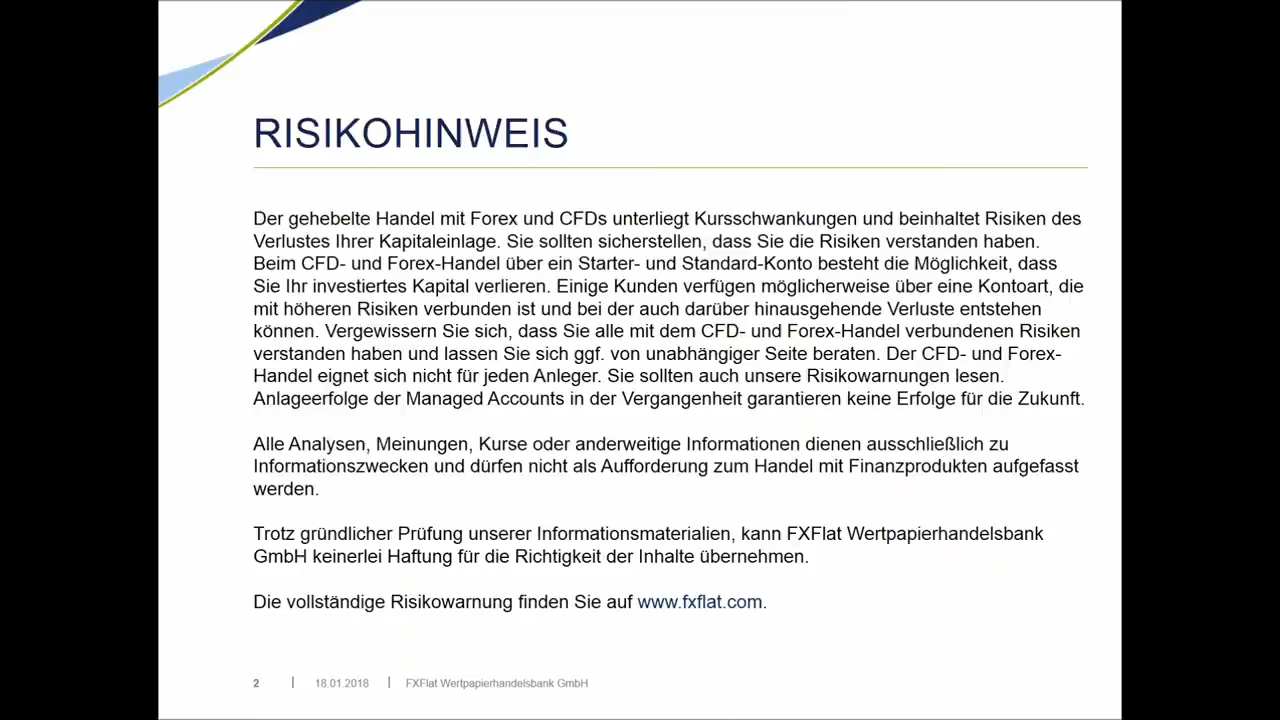 RISIKOHINWEIS
Der gehebelte Handel mit Forex und CFDs unterliegt Kursschwankungen und beinhaltet Risiken des
Verlustes Ihrer Kapitaleinlage. Sie sollten sicherstellen, dass Sie die Risiken verstanden haben.
Beim CFD- und Forex-Handel über ein Starter- und Standard-Konto besteht die Möglichkeit, dass
Sie Ihr investiertes Kapital verlieren. Einige Kunden verfügen möglicherweise über eine Kontoart, die
mit höheren Risiken verbunden ist und bei der auch darüber hinausgehende Verluste entstehen
können. Vergewissern Sie sich, dass Sie alle mit dem CFD- und Forex-Handel verbundenen Risiken
verstanden haben und lassen Sie sich ggf. von unabhängiger Seite beraten. Der CFD- und Forex-
Handel eignet sich nicht für jeden Anleger. Sie sollten auch unsere Risikowarnungen lesen.
Anlageerfolge der Managed Accounts in der Vergangenheit garantieren keine Erfolge für die Zukunft.
Alle Analysen, Meinungen, Kurse oder anderweitige Informationen dienen ausschließlich zu
Informationszwecken und dürfen nicht als Aufforderung zum Handel mit Finanzprodukten aufgefasst
werden.
Trotz gründlicher Prüfung unserer Informationsmaterialien, kann FXFlat Wertpapierhandelsbank
GmbH keinerlei Haftung für die Richtigkeit der Inhalte übernehmen.
Die vollständige Risikowarnung finden Sie auf www.fxflat.com.
2 | 18.01.2018 | FXFlat Wertpapierhandelsbank GmbH